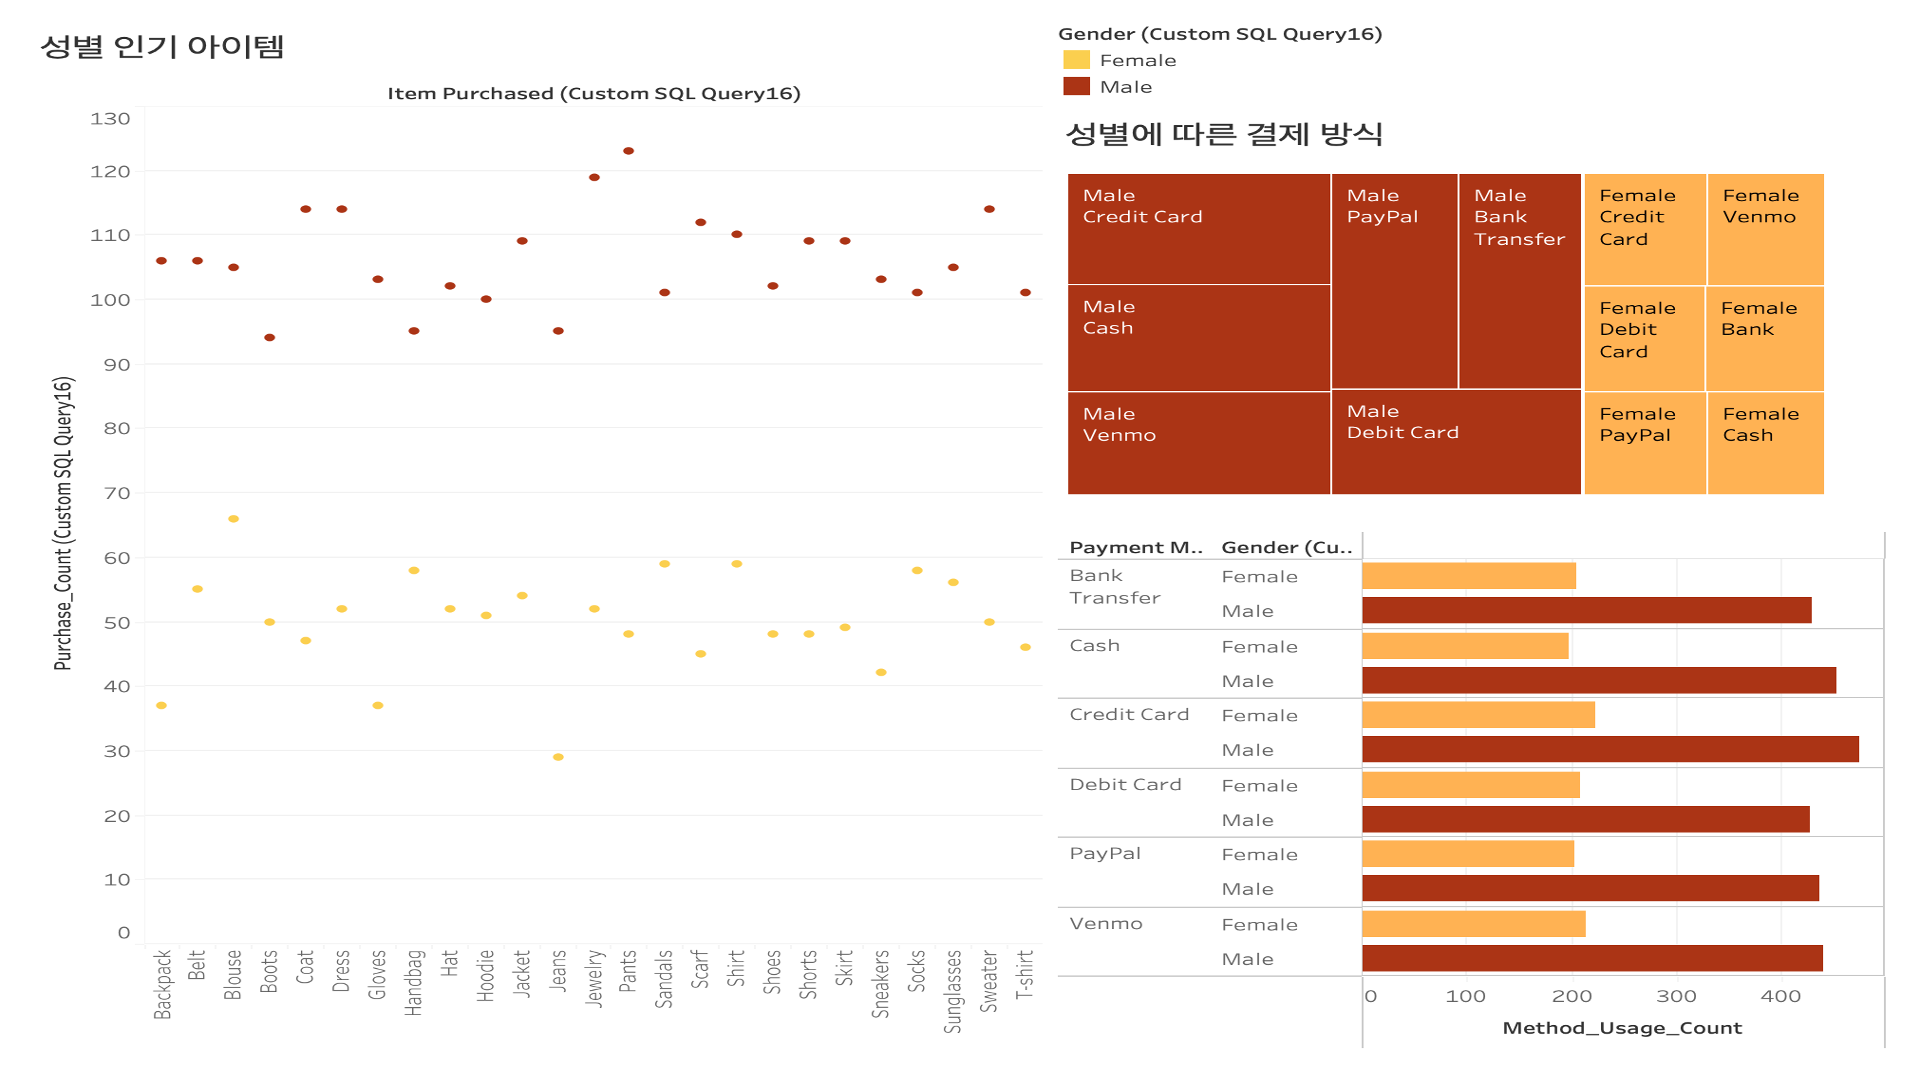 성별 인기 아이템
Item Purchased (Custom SQL Query16)
Purchase_Count (Custom SQL Query16)
130
120
110
100
90
80
70
60
50
40
30
20
10
0
Backpack
Belt
Blouse
Boots
Coat
Dress
Gloves
Handbag
Hat
Hoodie
Jacket
Jeans
Jewelry
Pants
Sandals
Scarf
Shirt
Shoes
Shorts
Skirt
Sneakers
Socks
Sunglasses
Sweater
T-shirt
Gender (Custom SQL Query16)
Female
Male
성별에 따른 결제 방식
Male
Credit Card
Male
Cash
Male
Venmo
Male
PayPal
Male
Bank
Transfer
Male
Debit Card
Female
Credit
Card
Female
Venmo
Female
Debit
Card
Female
Bank
Female
PayPal
Female
Cash
Payment M.. Gender (Cu..
Bank
Transfer
Female
Male
Cash
Female
Male
Credit Card
Female
Male
Debit Card
Female
Male
PayPal
Female
Male
Venmo
Female
Male
0 100 200 300 400
Method_Usage_Count